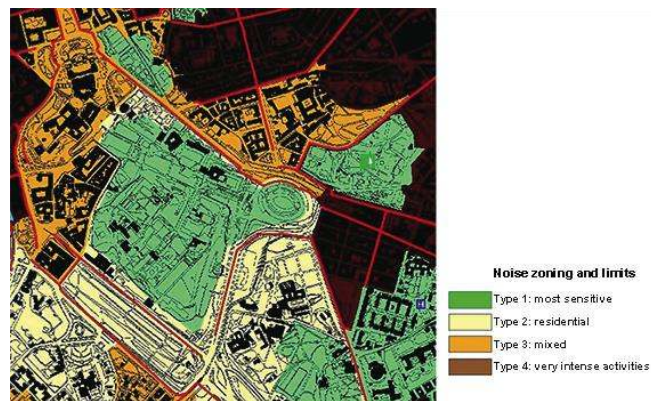 Noise zoning and limits
Type 1: most sensitive
Type 2: residential
Type 3: mixed
Type 4: very intense activities